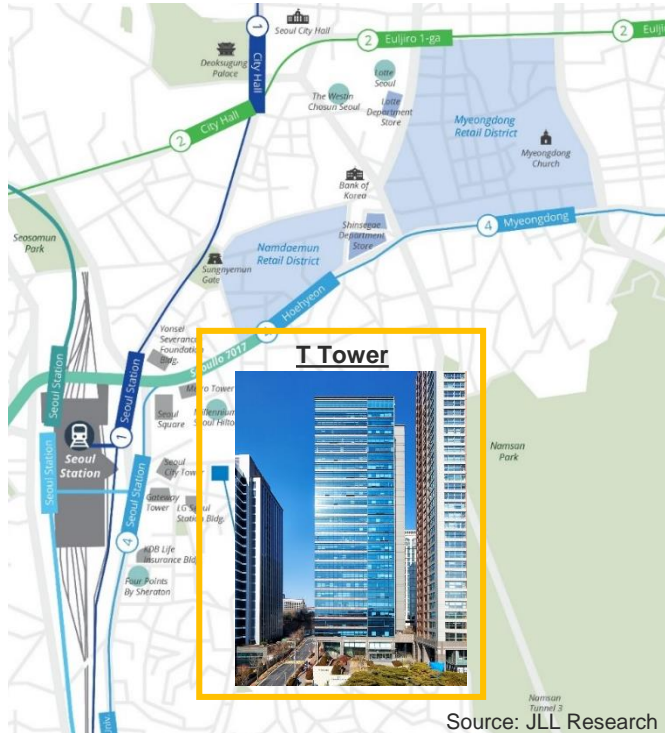 Seoul City Hall
1
City Hall
2
Euljiro 1-ga
2
Deoksugung
Palace
2
City Hall
The Westin
Chosun Seoul
Lotte
Seoul
Lotte
Department
Store
Myeongdong
Retail District
Myeongdong
Church
Bank of
Korea
4
Myeongdong
Seosomun
Park
Shinsegae
Department
Store
Namdaemun
Retail District
Sungnyemun
Gate
Hoehyeon
Seoullo 7017
Yonsei
Severance
Foundation
Bldg.
T Tower
Seoul Station
Seoul Station
1
Seoul Station
Seoul
Station
Seoul
Square
Millennium
Seoul Hilton
Seoul
City Tower
Gateway
Tower
LG Seoul
Station Bldg.
4
KDB Life
Insurance Bld
Four Points
By Sheraton
Namsan
Park
Namsan
Tunnel 3
Univ.
Source: JLL Research